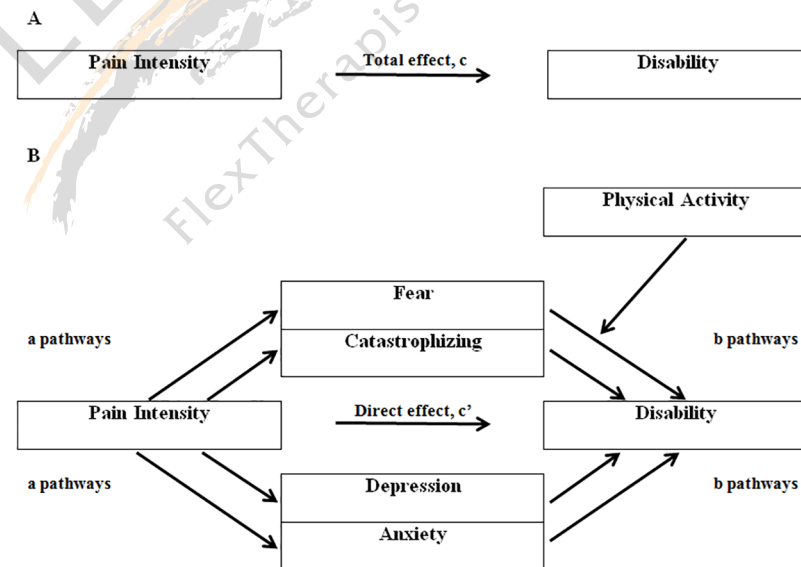 A
Pain Intensity
Total effect, c
Disability
B
Physical Activity
Fear
a pathways
Catastrophizing
b pathways
Pain Intensity
Direct effect, c’
Disability
a pathways
Depression
b pathways
Anxiety
FlexTherapis